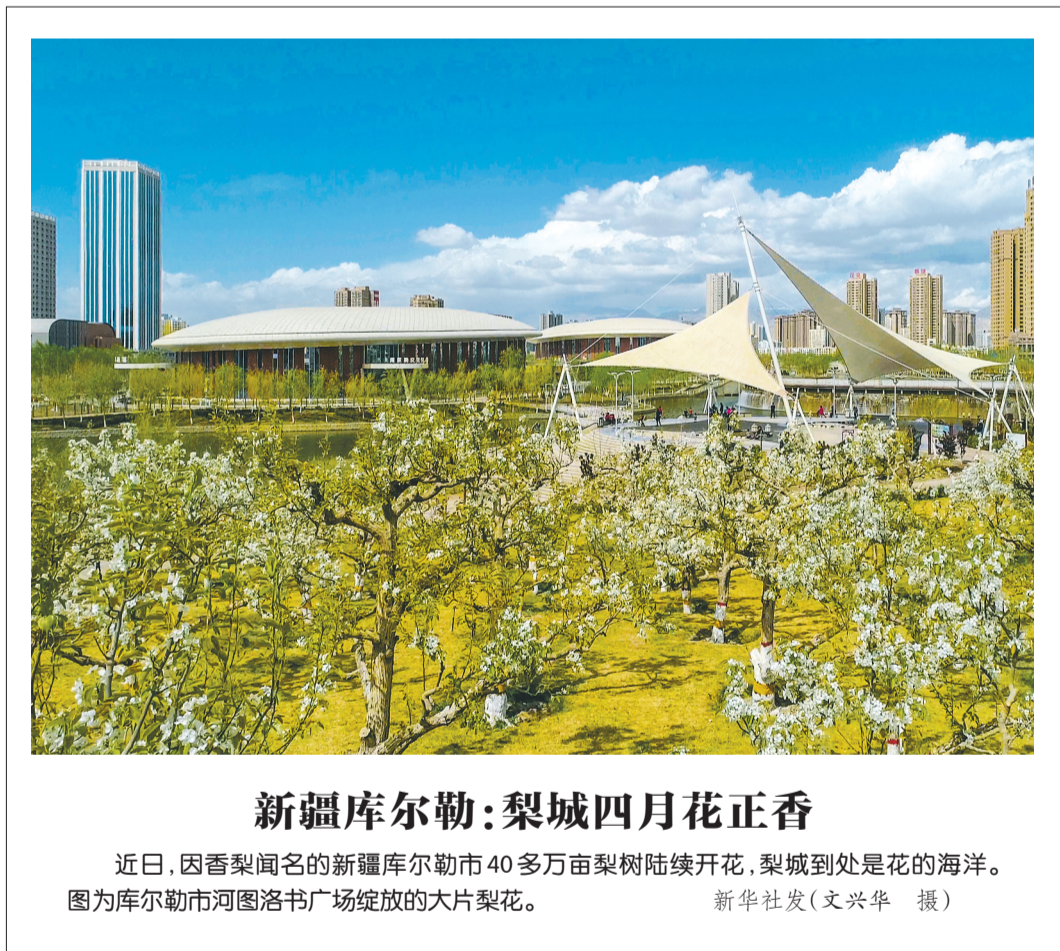 新疆库尔勒：梨城四月花正香
近日，因香梨闻名的新疆库尔勒市40多万亩梨树陆续开花，梨城到处是花的海洋。
图为库尔勒市河图洛书广场绽放的大片梨花。 新华社发（文兴华　摄）